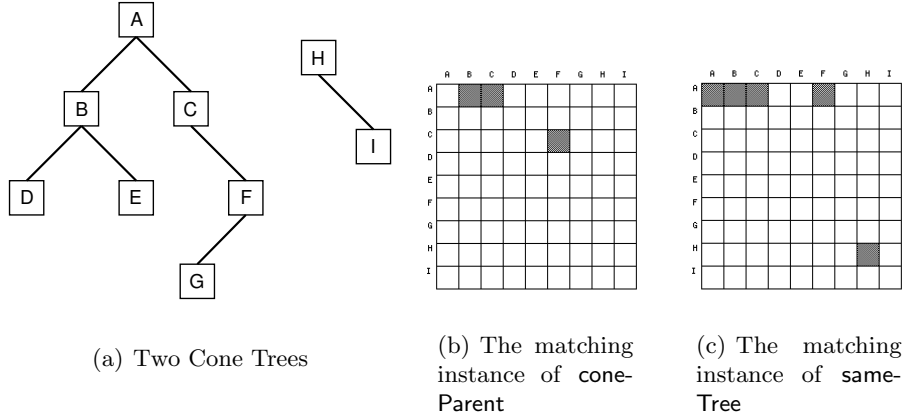 A
H
B
C
I
D
E
F
G
A B C D E F G H I
A
B
C
D
E
F
G
H
I
A B C D E F G H I
A
B
C
D
E
F
G
H
I
(a) Two Cone Trees
(b) The matching
instance of cone-
Parent
(c) The matching
instance of same-
Tree